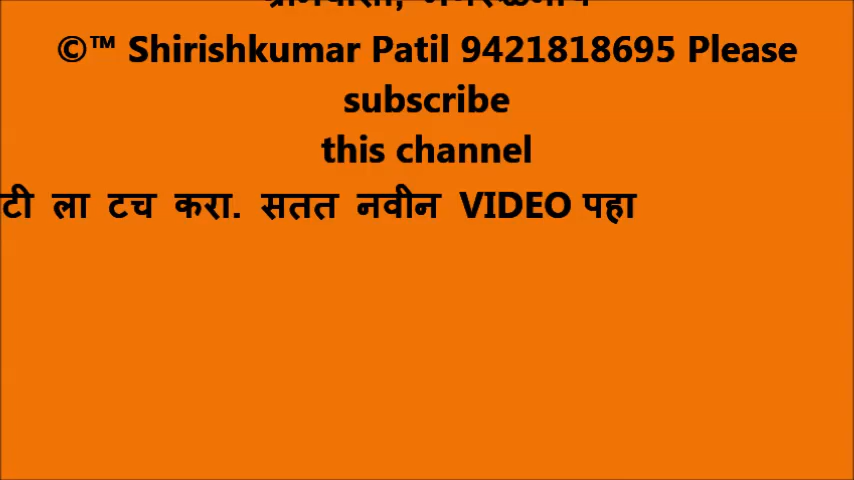 ©™ Shirishkumar Patil 9421818695 Please
subscribe
this channel
टी ला टच करा. सतत नवीन VIDEO पहा